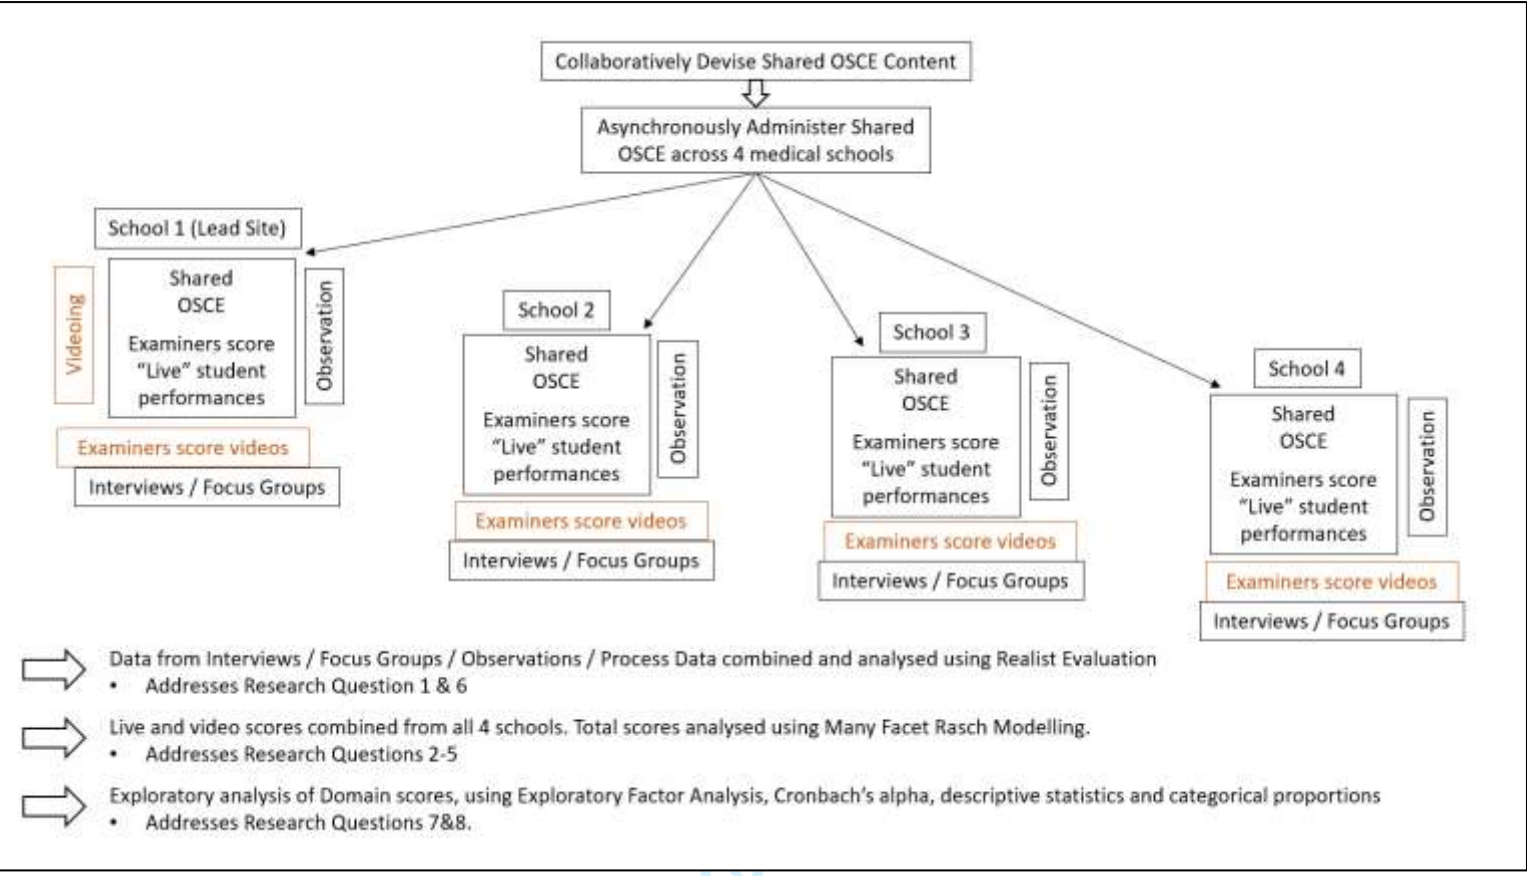 Collaboratively Devise Shared OSCE Content
Asynchronously Administer Shared
OSCE across 4 medical schools
School 1 (Lead Site)
Videoing
Shared
OSCE
Examiners score
“Live” student
performances
Observation
Examiners score videos
Interviews / Focus Groups
School 2
Shared
OSCE
Examiners score
“Live” student
performances
Observation
Examiners score videos
Interviews / Focus Groups
School 3
Shared
OSCE
Examiners score
“Live” student
performances
Observation
Examiners score videos
Interviews / Focus Groups
School 4
Shared
OSCE
Examiners score
“Live” student
performances
Observation
Examiners score videos
Interviews / Focus Groups
Data from Interviews / Focus Groups / Observations / Process Data combined and analysed using Realist Evaluation
• Addresses Research Question 1 & 6
Live and video scores combined from all 4 schools. Total scores analysed using Many Facet Rasch Modelling.
• Addresses Research Questions 2-5
Exploratory analysis of Domain scores, using Exploratory Factor Analysis, Cronbach’s alpha, descriptive statistics and categorical proportions
• Addresses Research Questions 7&8.